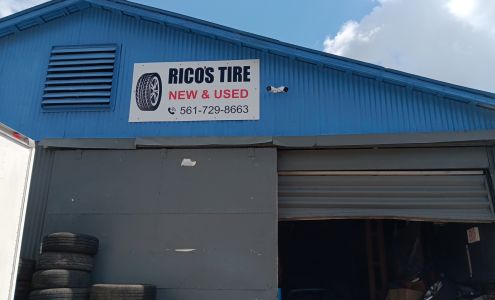 RICO'S TIRE
NEW & USED
561-729-8663